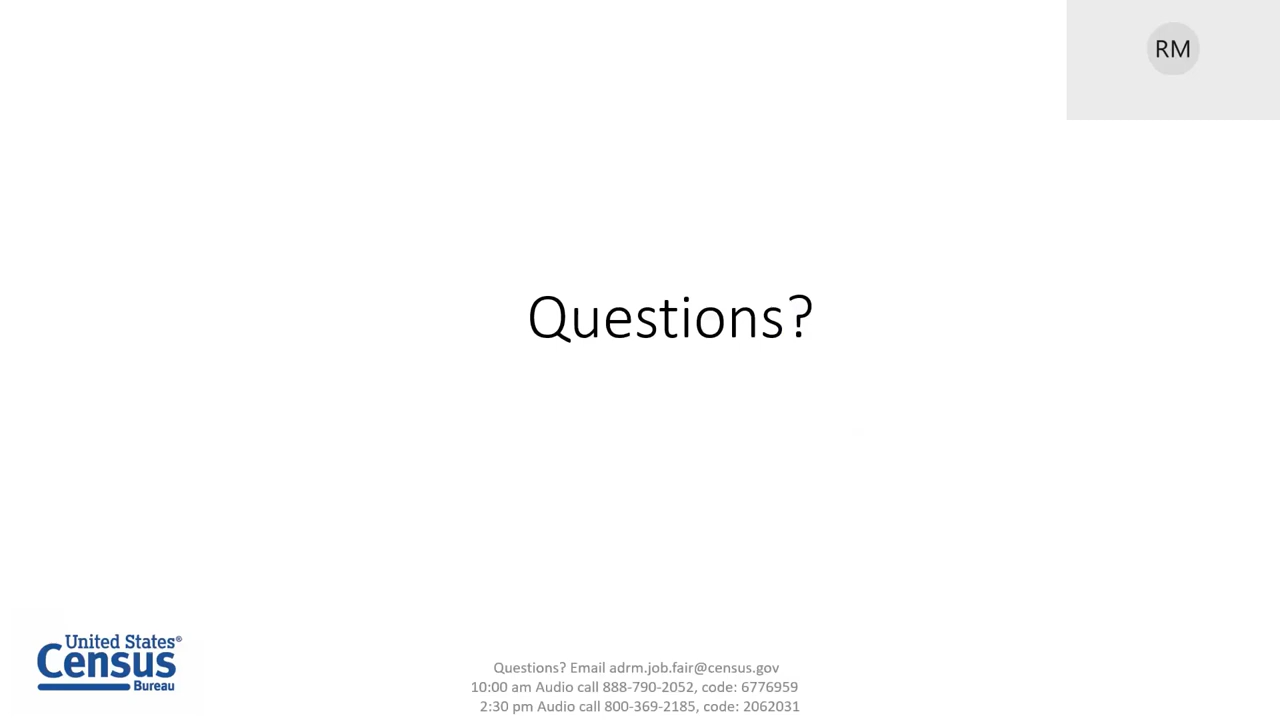 RM
Questions?
United States®
Census
Bureau
Questions? Email adrm.job.fair@census.gov
10:00 am Audio call 888-790-2052, code: 6776959
2:30 pm Audio call 800-369-2185, code: 2062031